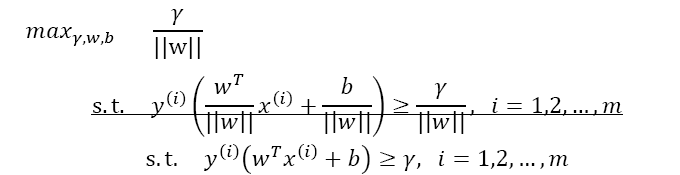 max_{γ,w,b} γ/||w||
s.t. y^{(i)}(w^T/||w|| x^{(i)} + b/||w||) ≥ γ/||w||, i = 1,2,…,m
s.t. y^{(i)}(w^T x^{(i)} + b) ≥ γ, i = 1,2,…,m